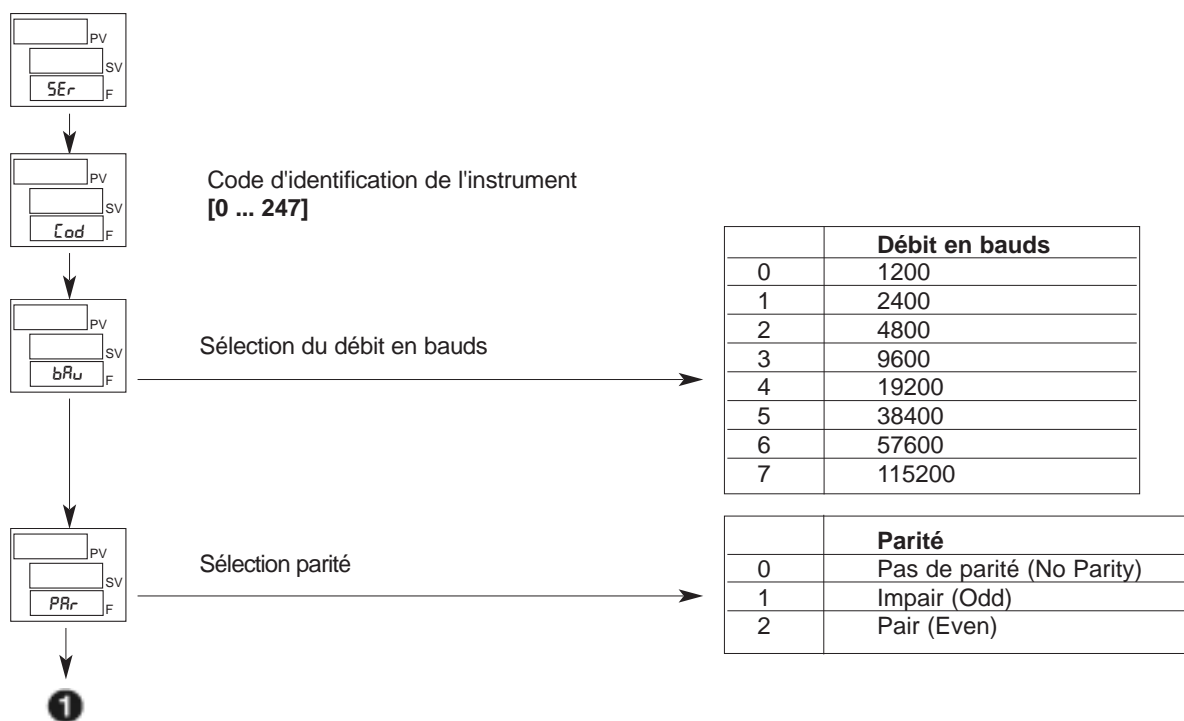 PV
SV
SEr F
PV
SV
Cod F
Code d'identification de l'instrument
[0 ... 247]
PV
SV
bAu F
Sélection du débit en bauds
Débit en bauds
0 1200
1 2400
2 4800
3 9600
4 19200
5 38400
6 57600
7 115200
PV
SV
PAr F
Sélection parité
Parité
0 Pas de parité (No Parity)
1 Impair (Odd)
2 Pair (Even)
1